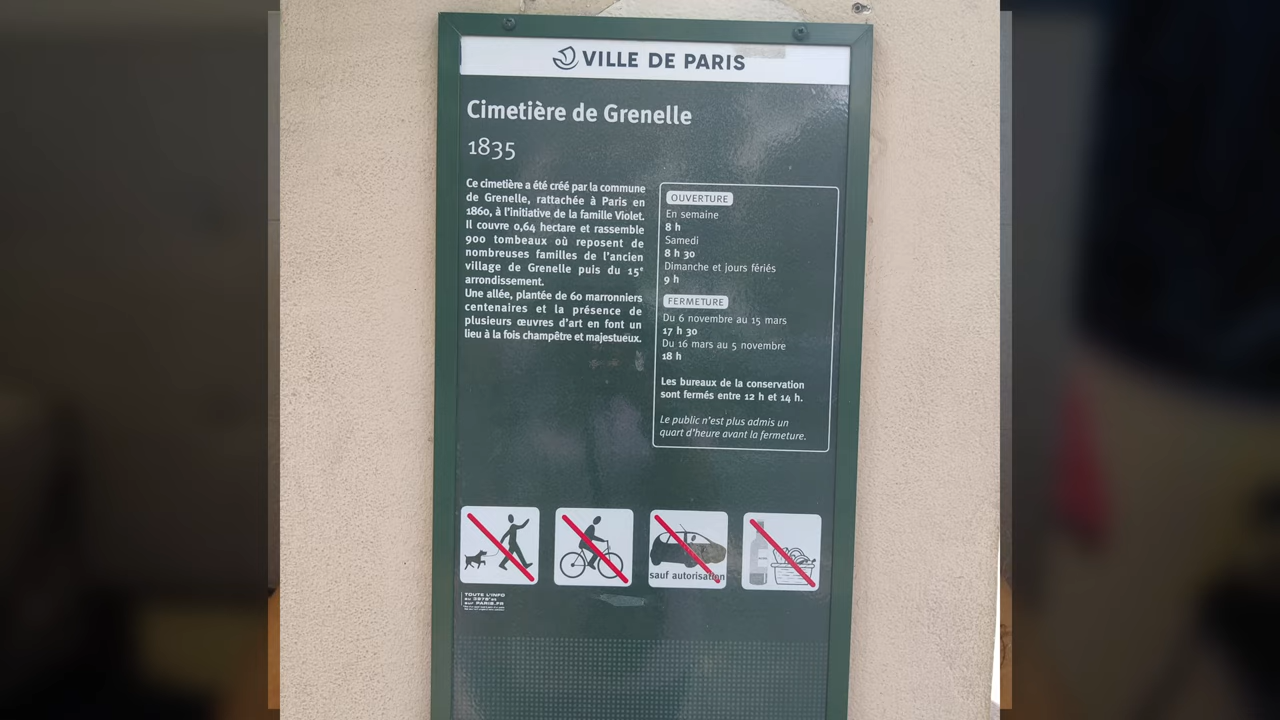 VILLE DE PARIS
Cimetière de Grenelle
1835
Ce cimetière a été créé par la commune
de Grenelle, rattachée à Paris en
1860, à l'initiative de la famille Violet.
Il couvre 0,64 hectare et rassemble
900 tombeaux où reposent de
nombreuses familles de l'ancien
village de Grenelle puis du 15e
arrondissement.
Une allée, plantée de 60 marronniers
centenaires et la présence de
plusieurs œuvres d'art en font un
lieu à la fois champêtre et majestueux.
OUVERTURE
En semaine
8 h
Samedi
8 h 30
Dimanche et jours fériés
9 h
FERMETURE
Du 6 novembre au 15 mars
17 h 30
Du 16 mars au 5 novembre
18 h
Les bureaux de la conservation
sont fermés entre 12 h et 14 h.
Le public n'est plus admis un
quart d'heure avant la fermeture.
sauf autorisation
TOUTE L'INFO
au 3975*
sur PARIS.FR